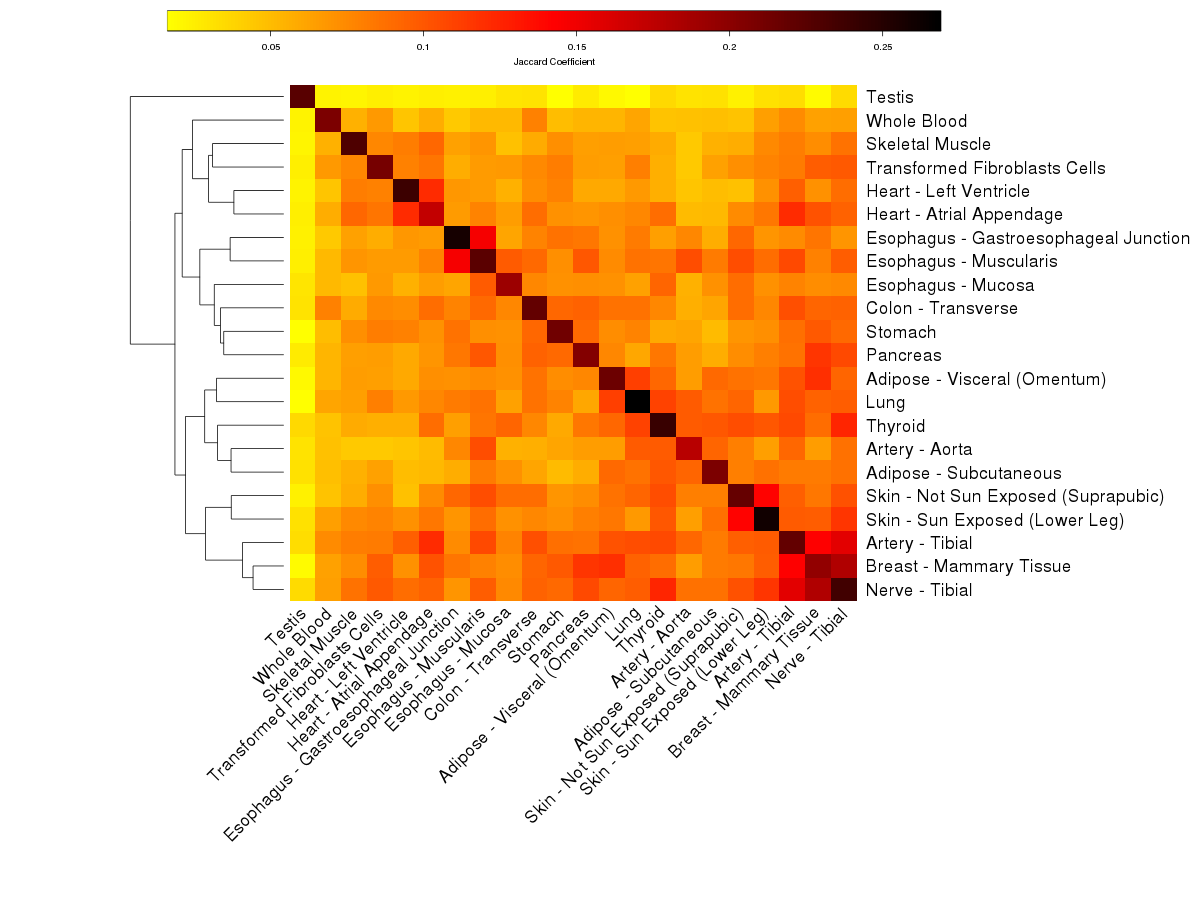 0.05 0.1 0.15 0.2 0.25
Jaccard Coefficient
Testis
Whole Blood
Skeletal Muscle
Transformed Fibroblasts Cells
Heart - Left Ventricle
Heart - Atrial Appendage
Esophagus - Gastroesophageal Junction
Esophagus - Muscularis
Esophagus - Mucosa
Colon - Transverse
Stomach
Pancreas
Adipose - Visceral (Omentum)
Lung
Thyroid
Artery - Aorta
Adipose - Subcutaneous
Skin - Not Sun Exposed (Suprapubic)
Skin - Sun Exposed (Lower Leg)
Artery - Tibial
Breast - Mammary Tissue
Nerve - Tibial
Testis
Whole Blood
Skeletal Muscle
Transformed Fibroblasts Cells
Heart - Left Ventricle
Heart - Atrial Appendage
Esophagus - Gastroesophageal Junction
Esophagus - Muscularis
Esophagus - Mucosa
Colon - Transverse
Stomach
Pancreas
Adipose - Visceral (Omentum)
Lung
Thyroid
Artery - Aorta
Adipose - Subcutaneous
Skin - Not Sun Exposed (Suprapubic)
Skin - Sun Exposed (Lower Leg)
Artery - Tibial
Breast - Mammary Tissue
Nerve - Tibial